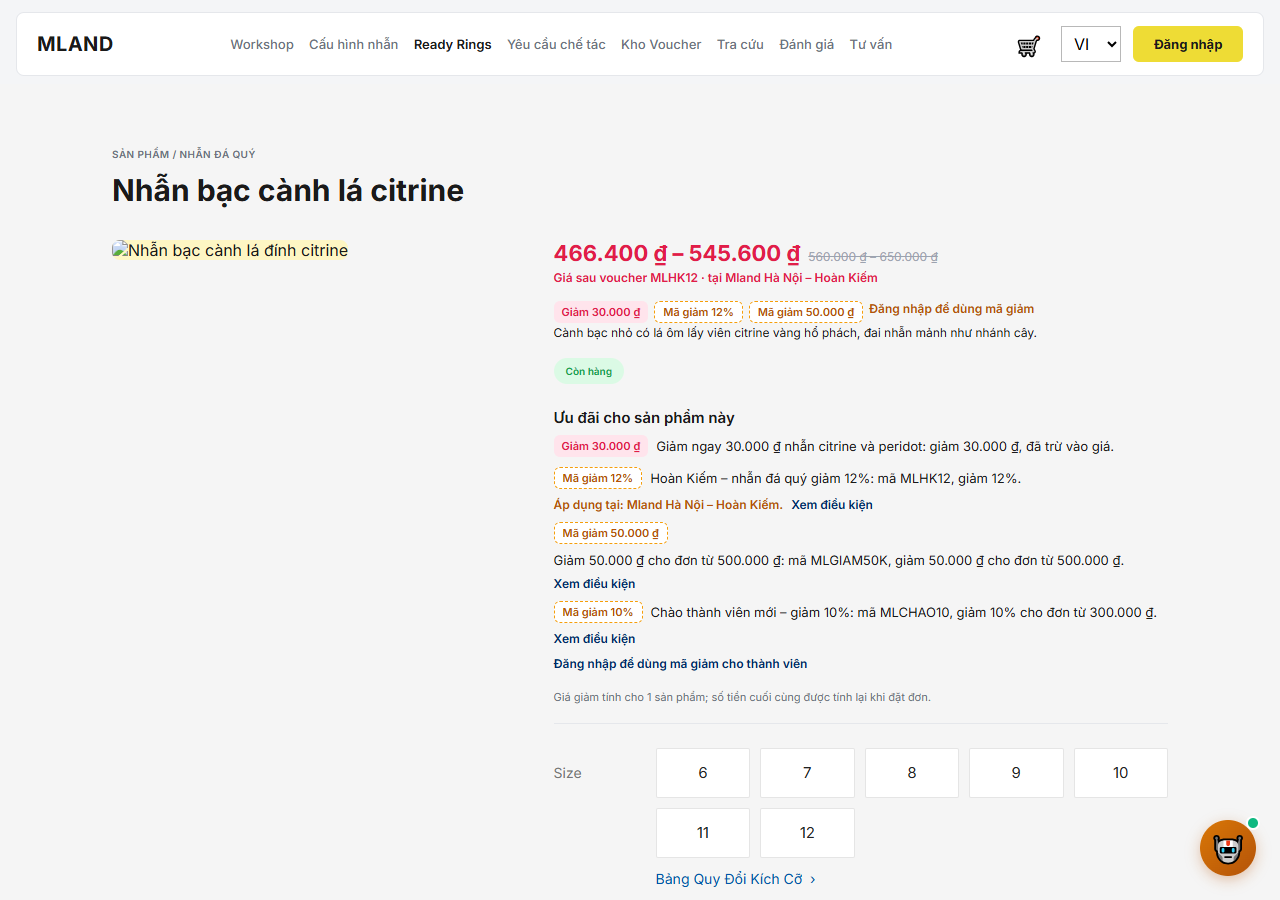 MLAND
Workshop
Cấu hình nhẫn
Ready Rings
Yêu cầu chế tác
Kho Voucher
Tra cứu
Đánh giá
Tư vấn
VI
Đăng nhập
SẢN PHẨM / NHẪN ĐÁ QUÝ
Nhẫn bạc cành lá citrine
Nhẫn bạc cành lá đính citrine
466.400 ₫ – 545.600 ₫ 560.000 ₫ – 650.000 ₫
Giá sau voucher MLHK12 · tại Mland Hà Nội – Hoàn Kiếm
Giảm 30.000 ₫ Mã giảm 12% Mã giảm 50.000 ₫ Đăng nhập để dùng mã giảm
Cành bạc nhỏ có lá ôm lấy viên citrine vàng hổ phách, đai nhẫn mảnh như nhánh cây.
Còn hàng
Ưu đãi cho sản phẩm này
Giảm 30.000 ₫ Giảm ngay 30.000 ₫ nhẫn citrine và peridot: giảm 30.000 ₫, đã trừ vào giá.
Mã giảm 12% Hoàn Kiếm – nhẫn đá quý giảm 12%: mã MLHK12, giảm 12%.
Áp dụng tại: Mland Hà Nội – Hoàn Kiếm. Xem điều kiện
Mã giảm 50.000 ₫
Giảm 50.000 ₫ cho đơn từ 500.000 ₫: mã MLGIAM50K, giảm 50.000 ₫ cho đơn từ 500.000 ₫.
Xem điều kiện
Mã giảm 10% Chào thành viên mới – giảm 10%: mã MLCHAO10, giảm 10% cho đơn từ 300.000 ₫.
Xem điều kiện
Đăng nhập để dùng mã giảm cho thành viên
Giá giảm tính cho 1 sản phẩm; số tiền cuối cùng được tính lại khi đặt đơn.
Size
6
7
8
9
10
11
12
Bảng Quy Đổi Kích Cỡ ›